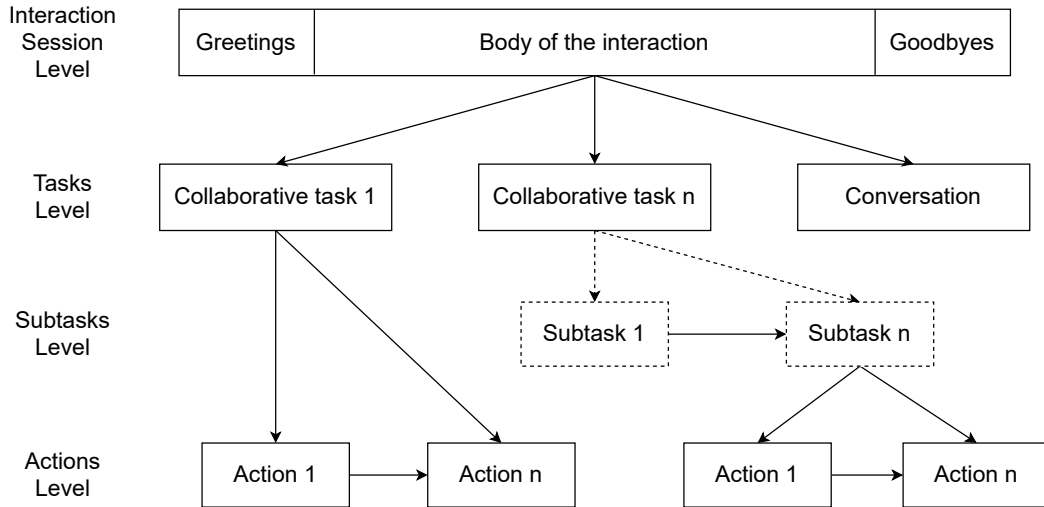 Interaction
Session
Level
Greetings
Body of the interaction
Goodbyes
Tasks
Level
Collaborative task 1
Collaborative task n
Conversation
Subtasks
Level
Subtask 1
Subtask n
Actions
Level
Action 1
Action n
Action 1
Action n